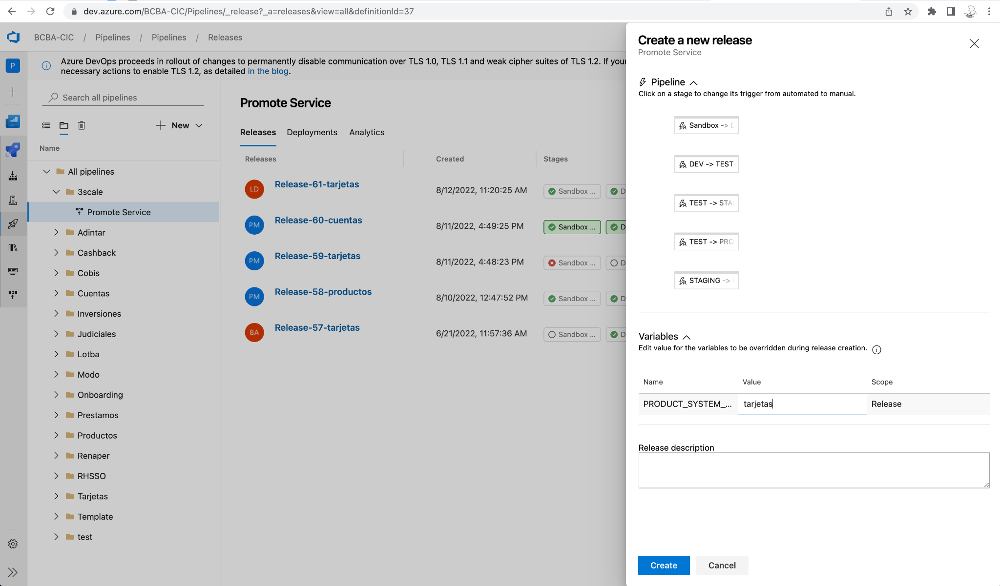 dev.azure.com/BCBA-CIC/Pipelines/_release?_a=releases&view=all&definitionId=37
BCBA-CIC / Pipelines / Pipelines / Releases
Azure DevOps proceeds in rollout of changes to permanently disable communication over TLS 1.0, TLS 1.1 and weak cipher suites of TLS 1.2. If your
necessary actions to enable TLS 1.2, as detailed in the blog.
P
Search all pipelines
New
Name
All pipelines
3scale
Promote Service
Adintar
Cashback
Cobis
Cuentas
Inversiones
Judiciales
Lotba
Modo
Onboarding
Prestamos
Productos
Renaper
RHSSO
Tarjetas
Template
test
Promote Service
Releases Deployments Analytics
Releases Created Stages
LD Release-61-tarjetas 8/12/2022, 11:20:25 AM Sandbox ... D
PM Release-60-cuentas 8/11/2022, 4:49:25 PM Sandbox ... D
PM Release-59-tarjetas 8/11/2022, 4:48:23 PM Sandbox ... D
PM Release-58-productos 8/10/2022, 12:47:52 PM Sandbox ... D
BA Release-57-tarjetas 6/21/2022, 11:57:36 AM Sandbox ... D
Create a new release
Promote Service
Pipeline
Click on a stage to change its trigger from automated to manual.
Sandbox -> D
DEV -> TEST
TEST -> STAG
TEST -> PRO
STAGING ->
Variables
Edit value for the variables to be overridden during release creation.
Name Value Scope
PRODUCT_SYSTEM_... tarjetas Release
Release description
Create Cancel